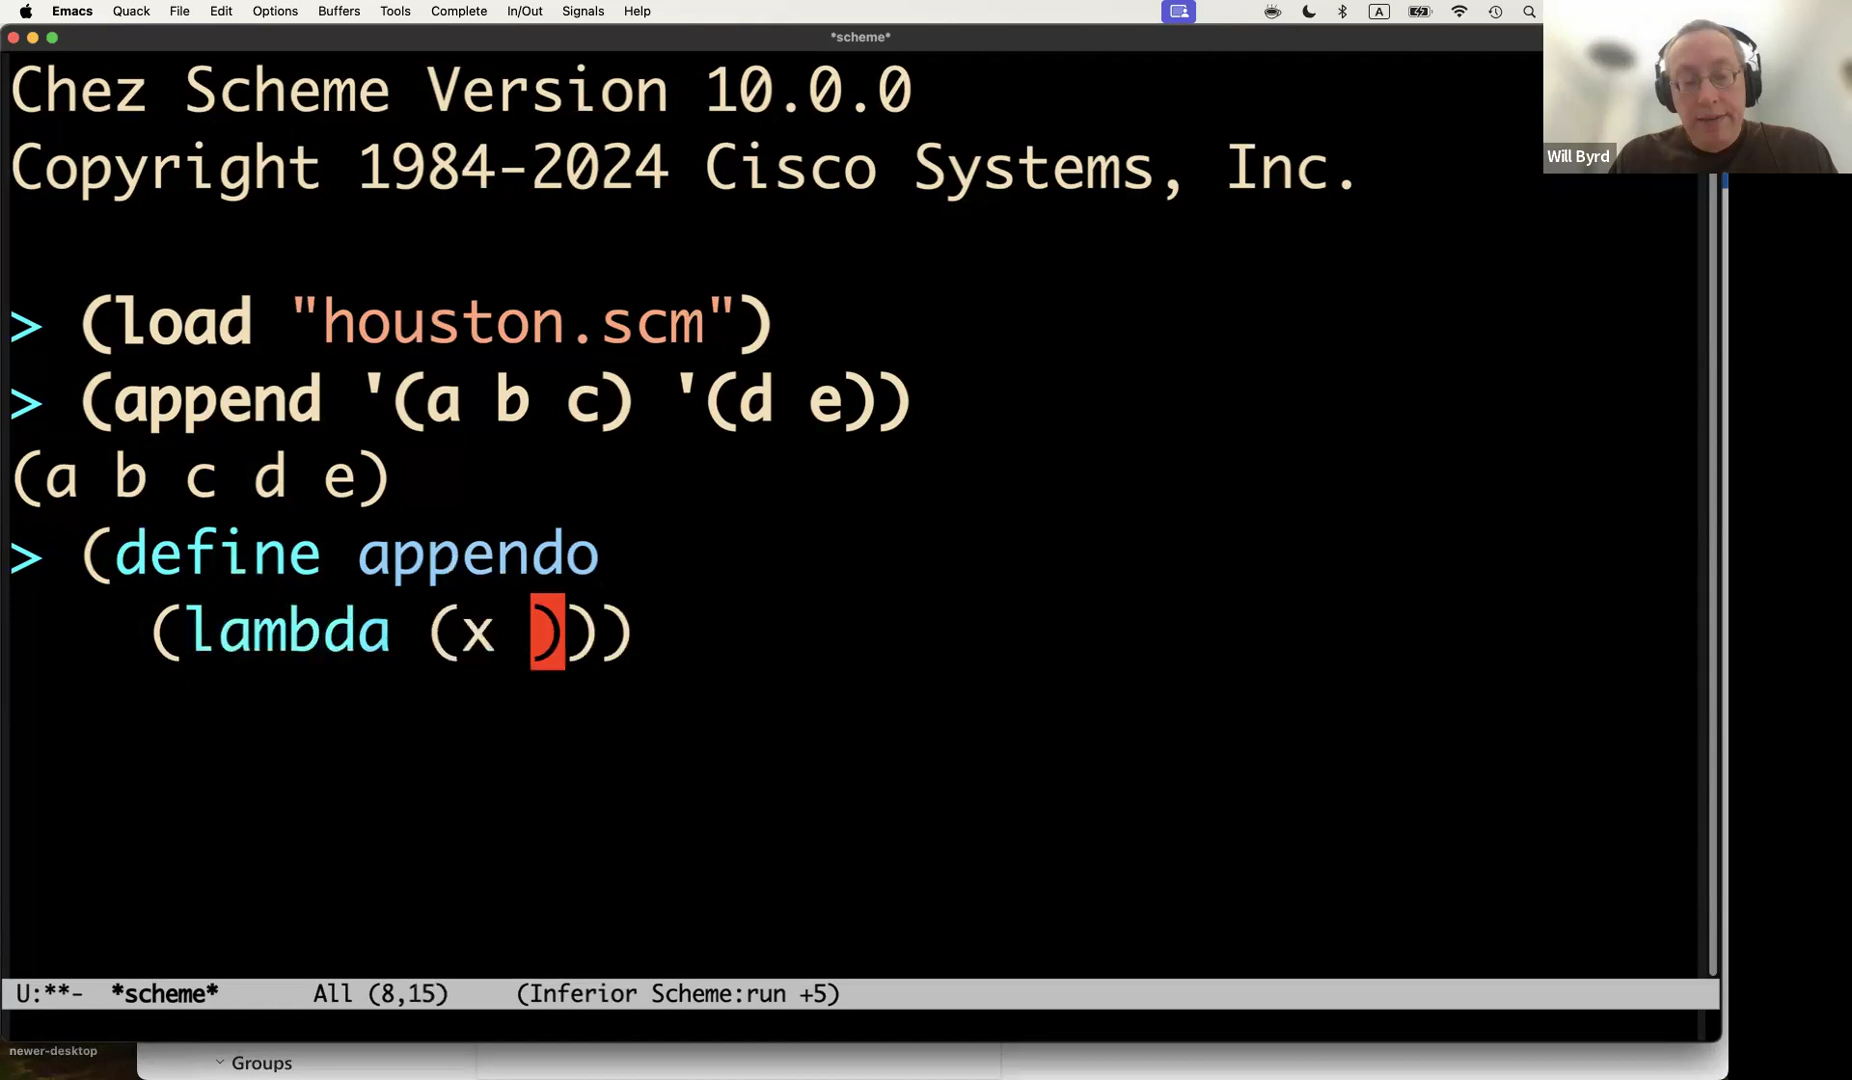 Emacs Quack File Edit Options Buffers Tools Complete In/Out Signals Help A
*scheme*
Chez Scheme Version 10.0.0
Copyright 1984-2024 Cisco Systems, Inc.
> (load "houston.scm")
> (append '(a b c) '(d e))
(a b c d e)
> (define appendo
(lambda (x )))
Will Byrd
U:**- *scheme* All (8,15) (Inferior Scheme:run +5)
newer-desktop
Groups